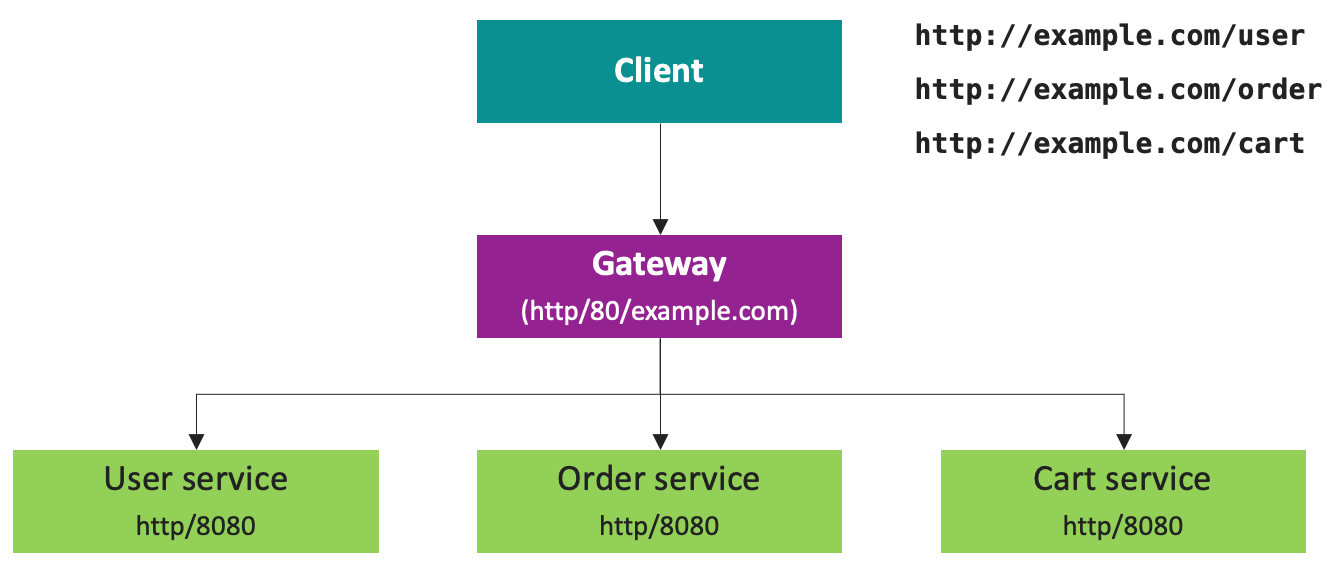 Client
http://example.com/user
http://example.com/order
http://example.com/cart
Gateway
(http/80/example.com)
User service
http/8080
Order service
http/8080
Cart service
http/8080